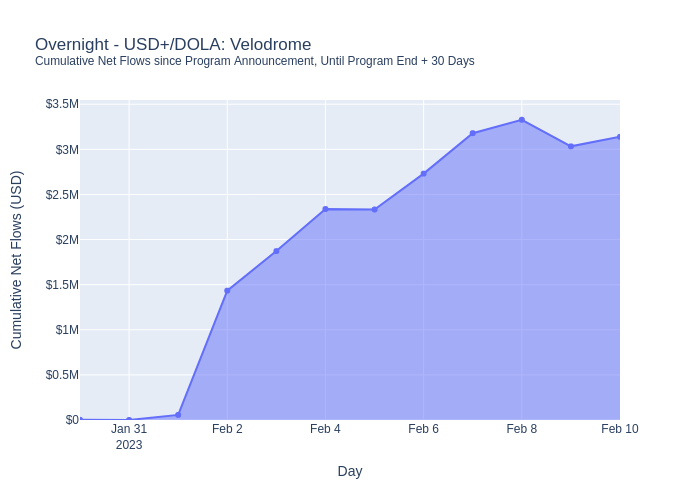 Overnight - USD+/DOLA: Velodrome
Cumulative Net Flows since Program Announcement, Until Program End + 30 Days
Cumulative Net Flows (USD)
$3.5M
$3M
$2.5M
$2M
$1.5M
$1M
$0.5M
$0
Jan 31 Feb 2 Feb 4 Feb 6 Feb 8 Feb 10
2023
Day